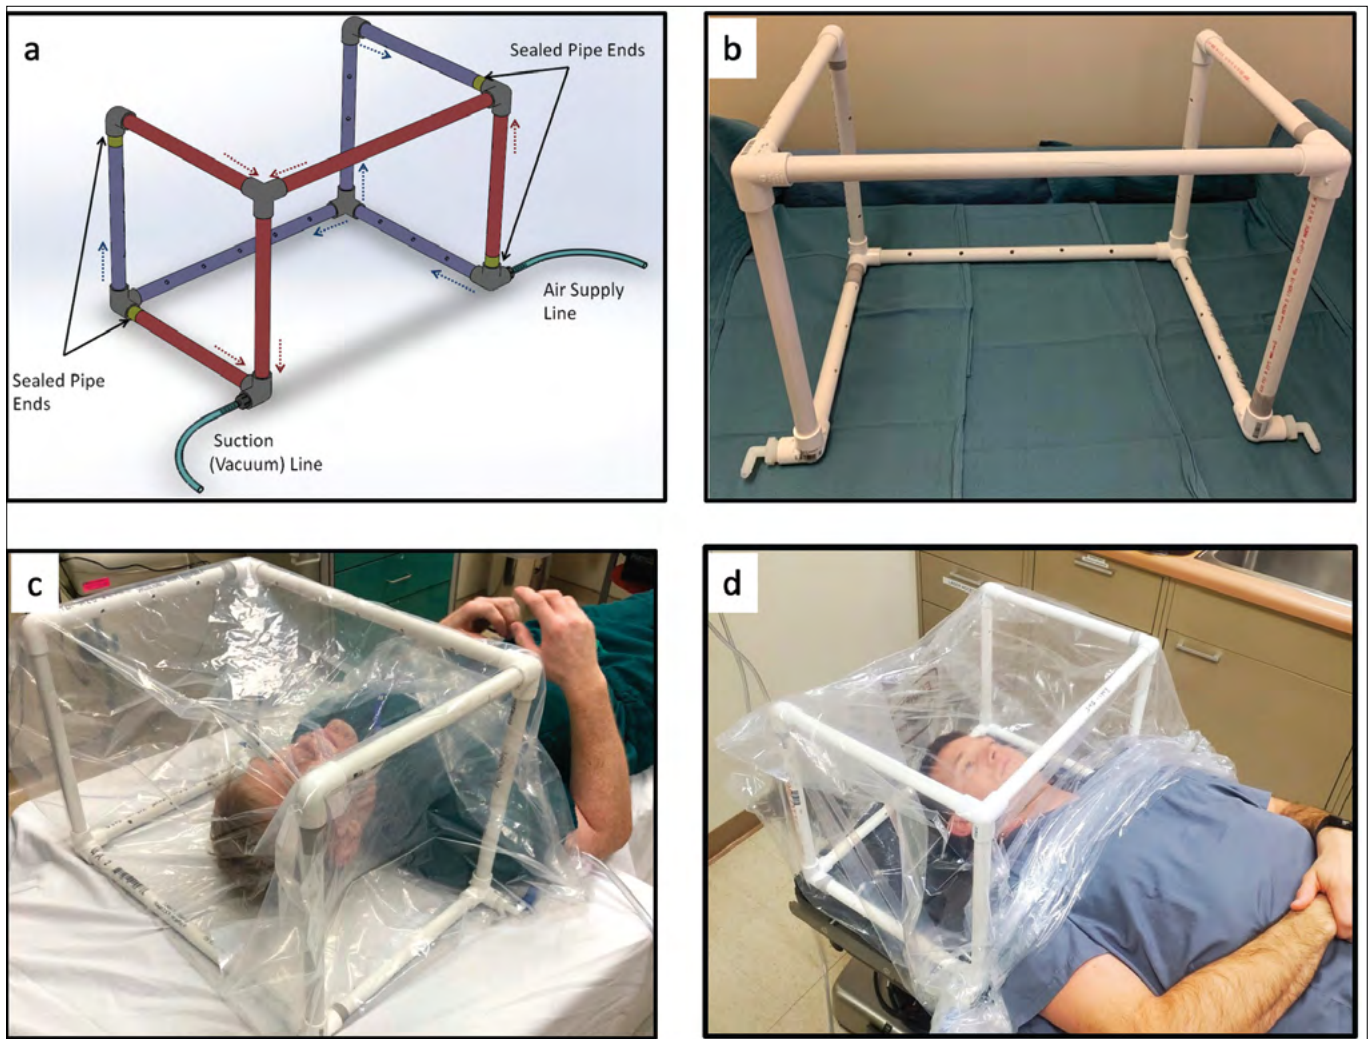 a
Sealed Pipe Ends
Air Supply
Line
Sealed Pipe
Ends
Suction
(Vacuum) Line
b
c
d